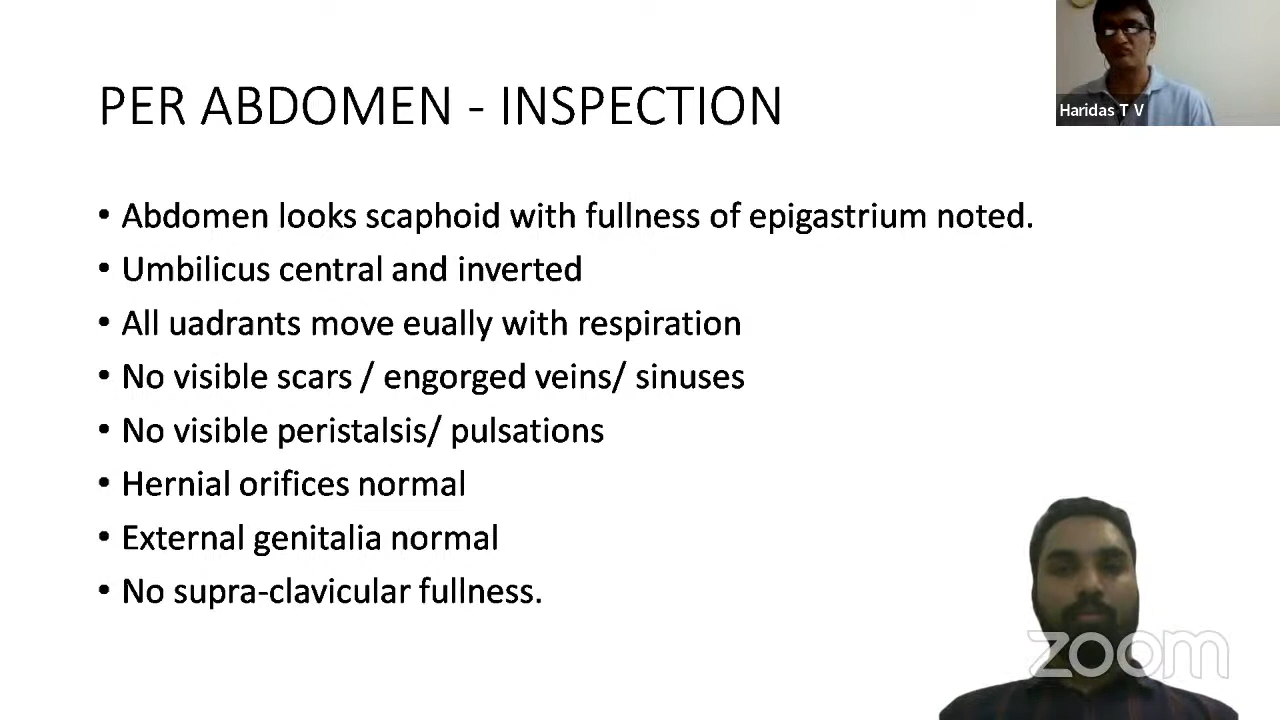 PER ABDOMEN - INSPECTION
Haridas T V
• Abdomen looks scaphoid with fullness of epigastrium noted.
• Umbilicus central and inverted
• All uadrants move eually with respiration
• No visible scars / engorged veins/ sinuses
• No visible peristalsis/ pulsations
• Hernial orifices normal
• External genitalia normal
• No supra-clavicular fullness.
zoom